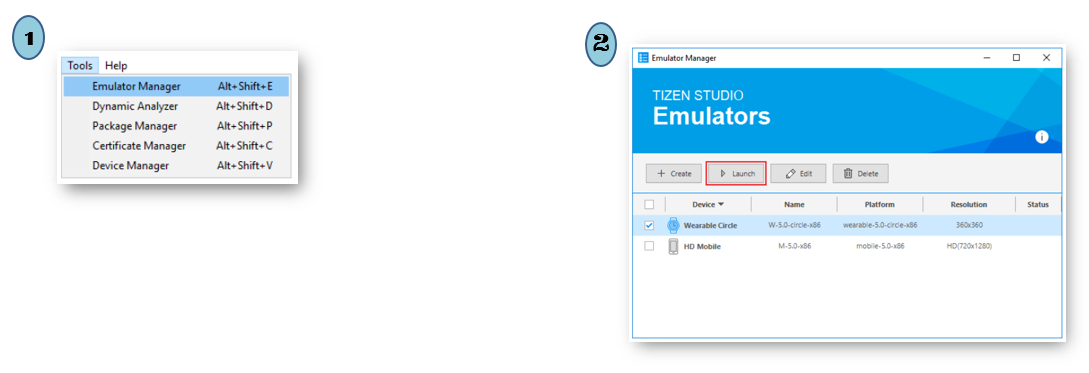 1
Tools Help
Emulator Manager Alt+Shift+E
Dynamic Analyzer Alt+Shift+D
Package Manager Alt+Shift+P
Certificate Manager Alt+Shift+C
Device Manager Alt+Shift+V
2
Emulator Manager
TIZEN STUDIO
Emulators
i
+ Create Launch Edit Delete
Device Name Platform Resolution Status
Wearable Circle W-5.0-circle-x86 wearable-5.0-circle-x86 360x360
HD Mobile M-5.0-x86 mobile-5.0-x86 HD(720x1280)